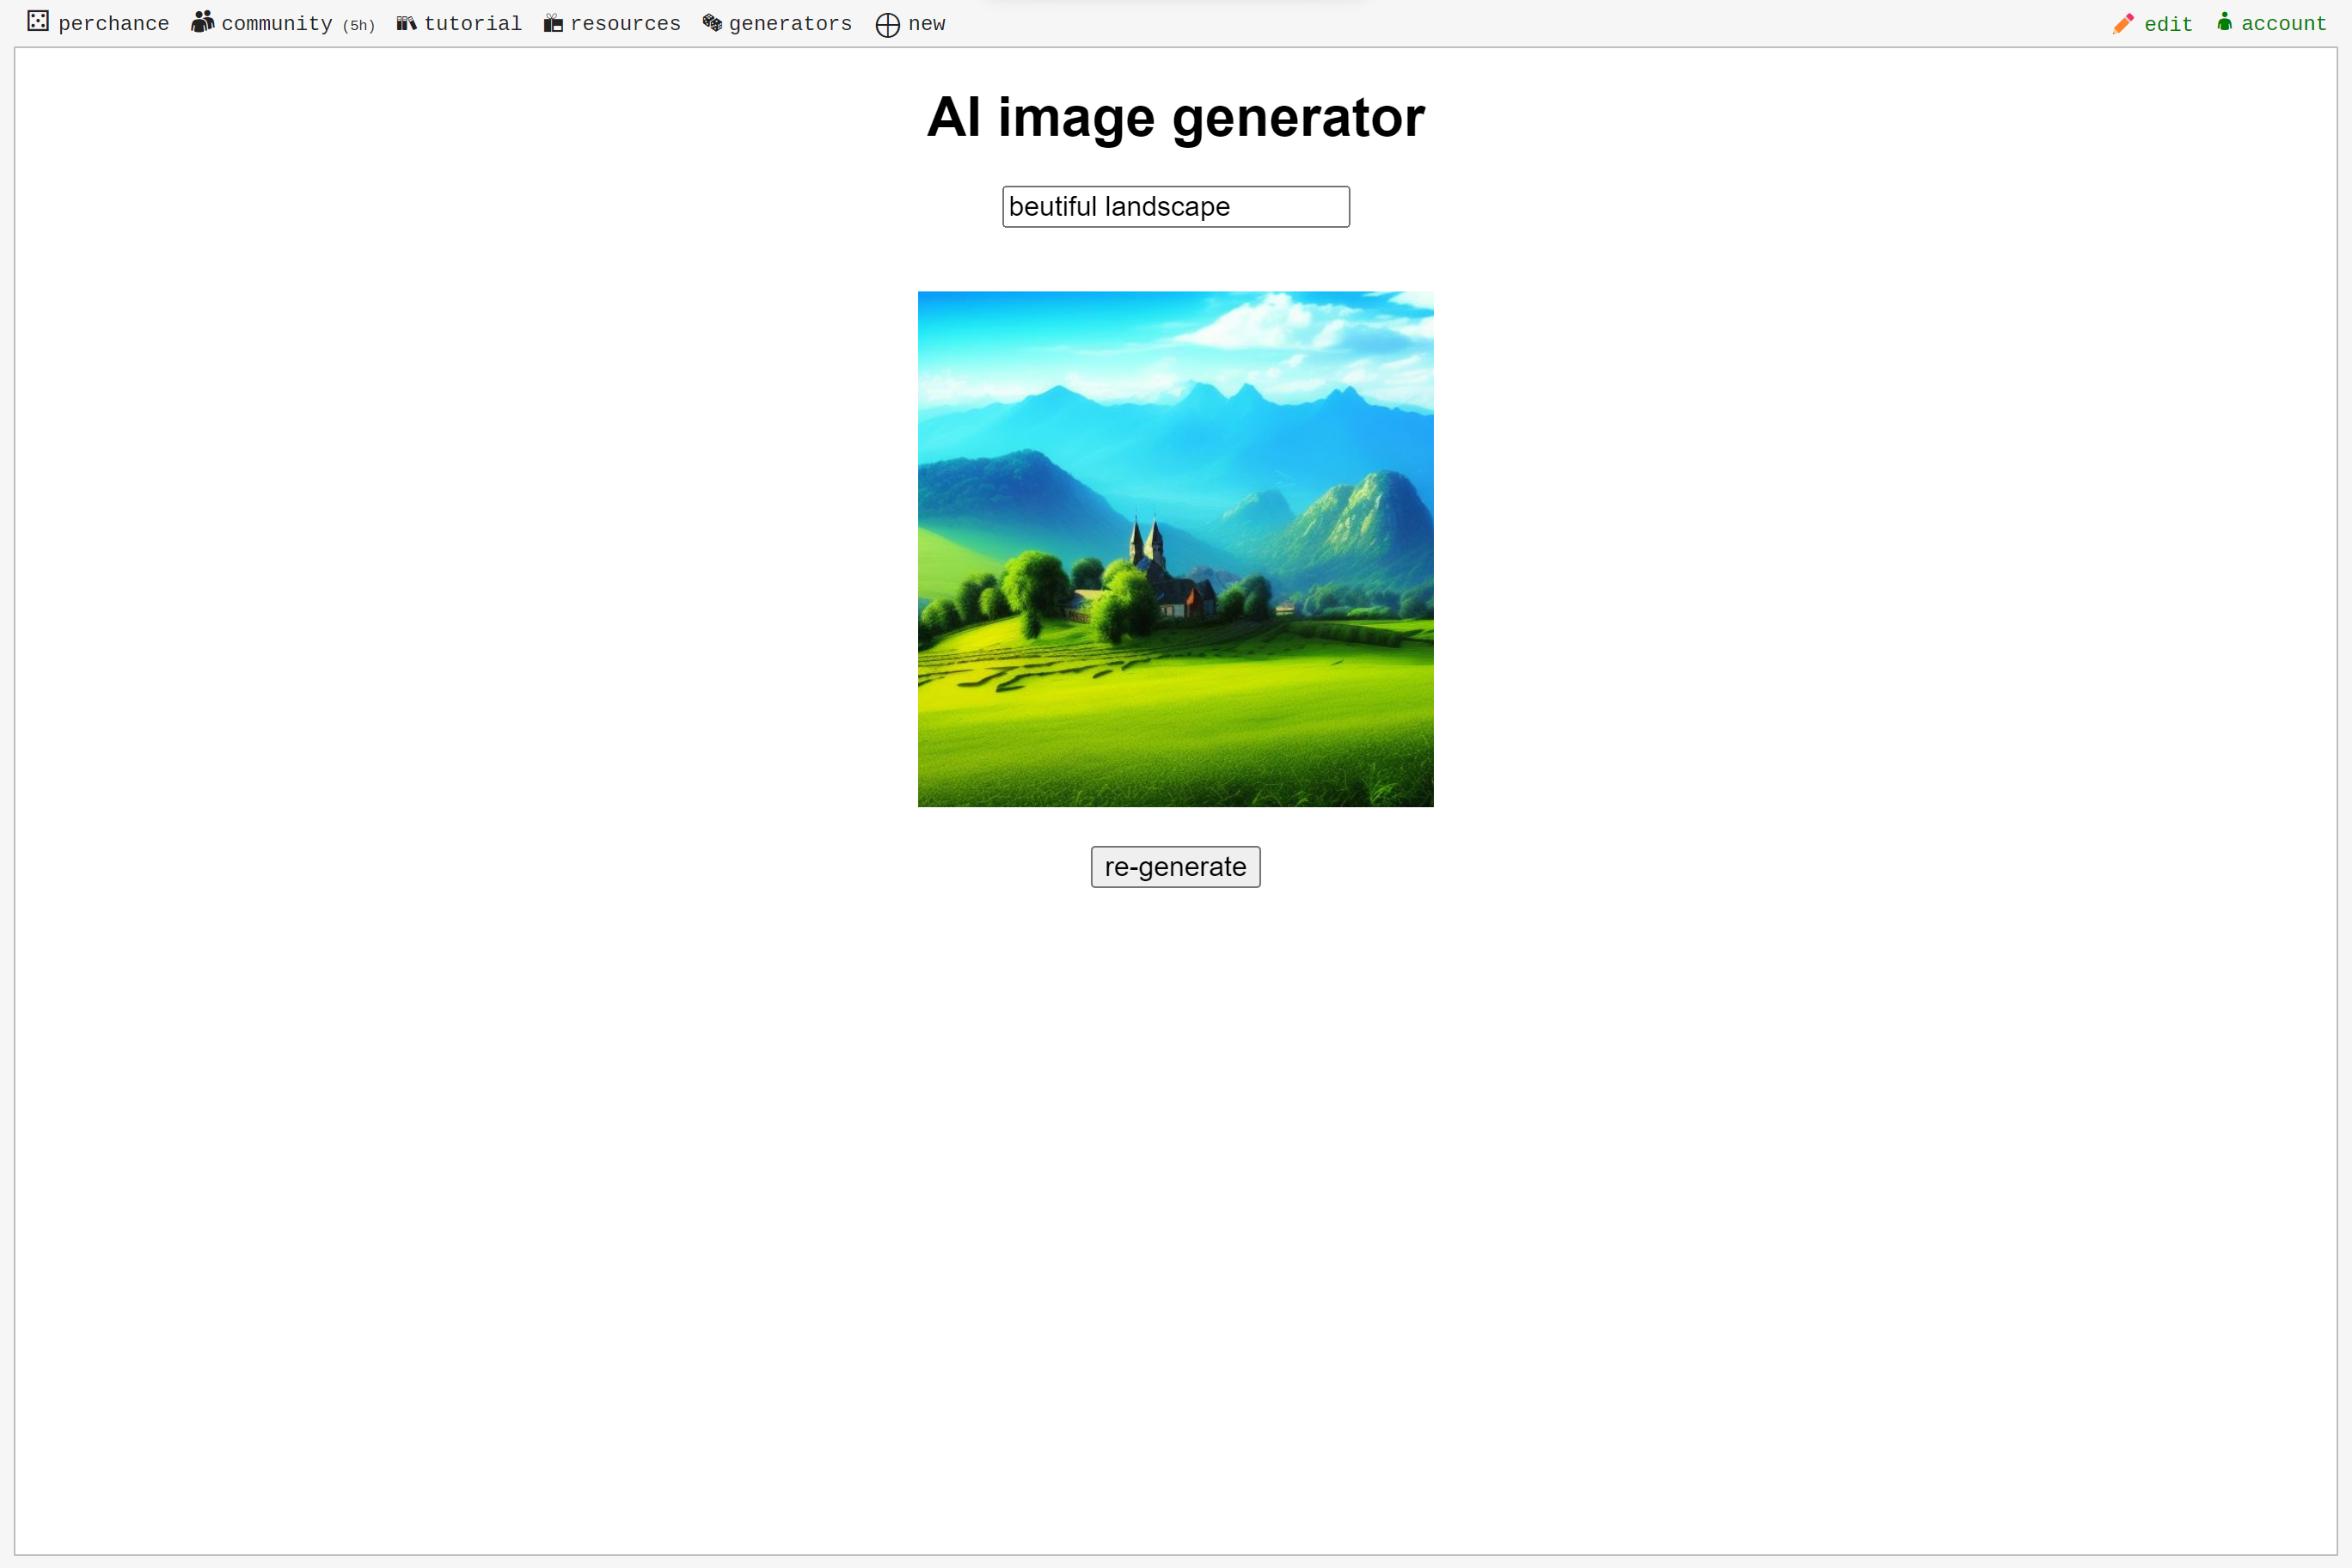 perchance community (5h) tutorial resources generators new edit account
AI image generator
beutiful landscape
re-generate